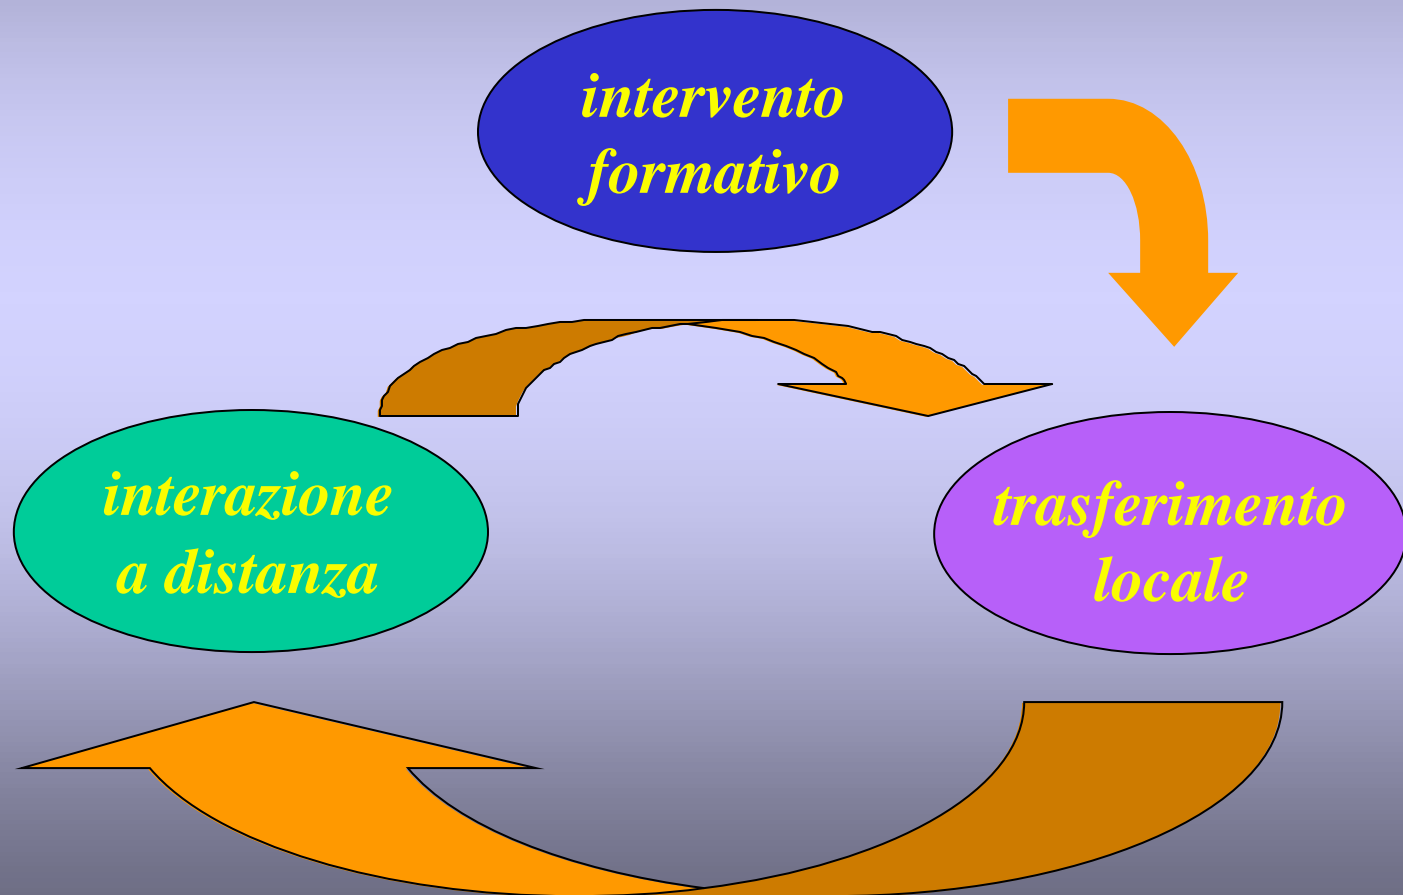 intervento
formativo
interazione
a distanza
trasferimento
locale